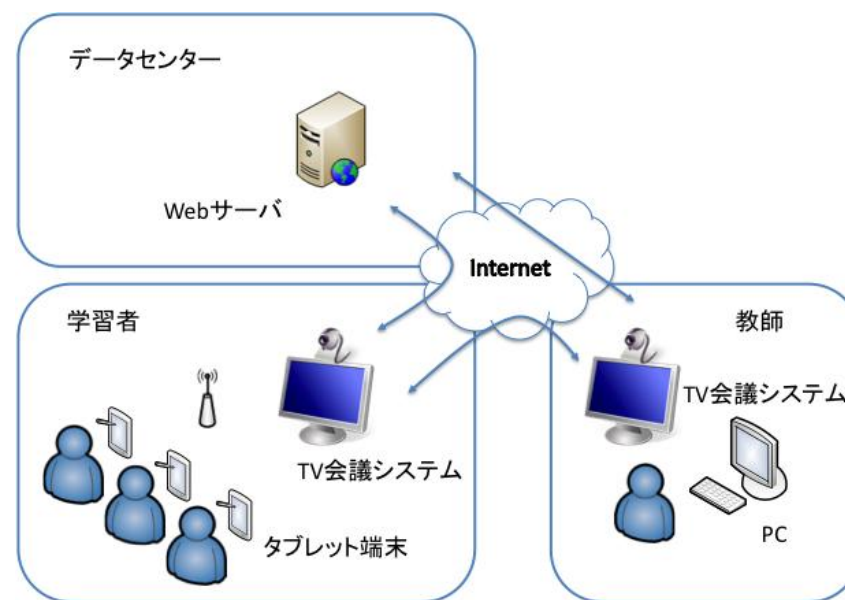 データセンター
Webサーバ
Internet
学習者
TV会議システム
タブレット端末
教師
TV会議システム
PC